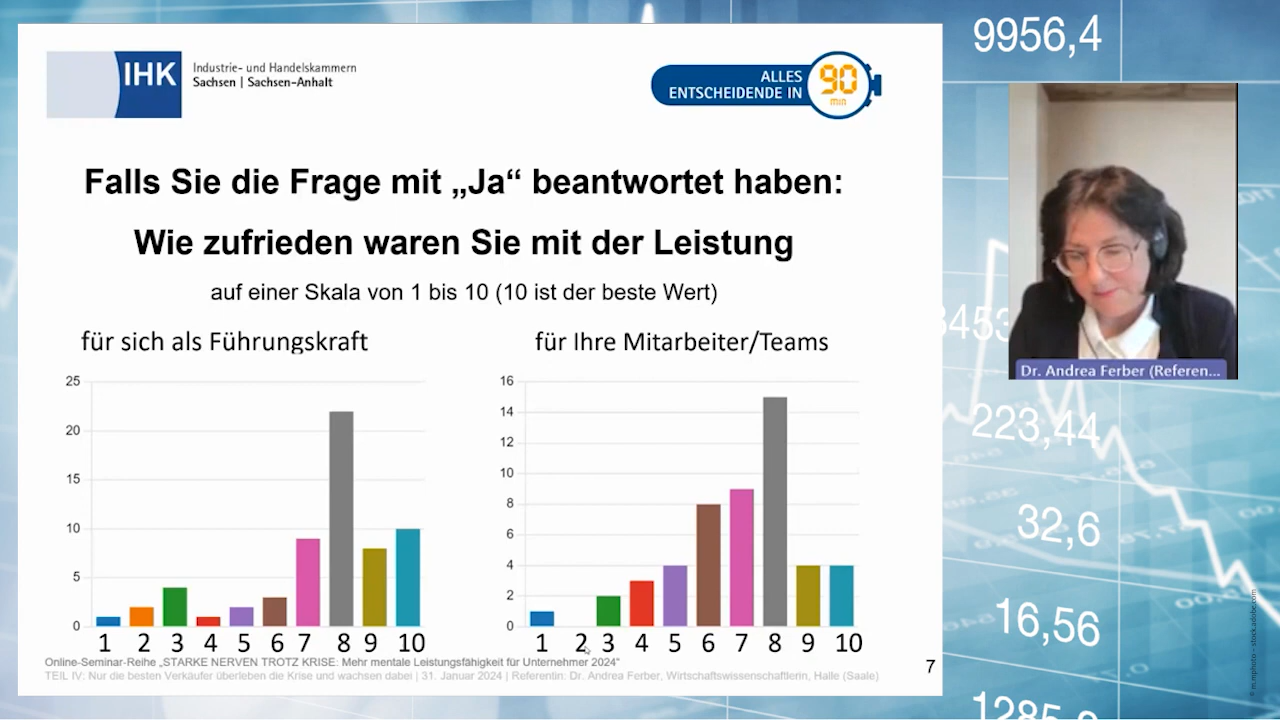 IHK
Industrie- und Handelskammern
Sachsen | Sachsen-Anhalt
ALLES
ENTSCHEIDENDE IN
90
min
9956,4
Falls Sie die Frage mit „Ja“ beantwortet haben:
Wie zufrieden waren Sie mit der Leistung
auf einer Skala von 1 bis 10 (10 ist der beste Wert)
für sich als Führungskraft
25
20
15
10
5
0
1 2 3 4 5 6 7 8 9 10
für Ihre Mitarbeiter/Teams
16
14
12
10
8
6
4
2
0
1 2 3 4 5 6 7 8 9 10
Online-Seminar-Reihe „STARKE NERVEN TROTZ KRISE: Mehr mentale Leistungsfähigkeit für Unternehmer 2024“
TEIL IV: Nur die besten Verkäufer überleben die Krise und wachsen dabei | 31. Januar 2024 | Referentin: Dr. Andrea Ferber, Wirtschaftswissenschaftlerin, Halle (Saale)
7
Dr. Andrea Ferber (Referen...
223,44
32,6
16,56